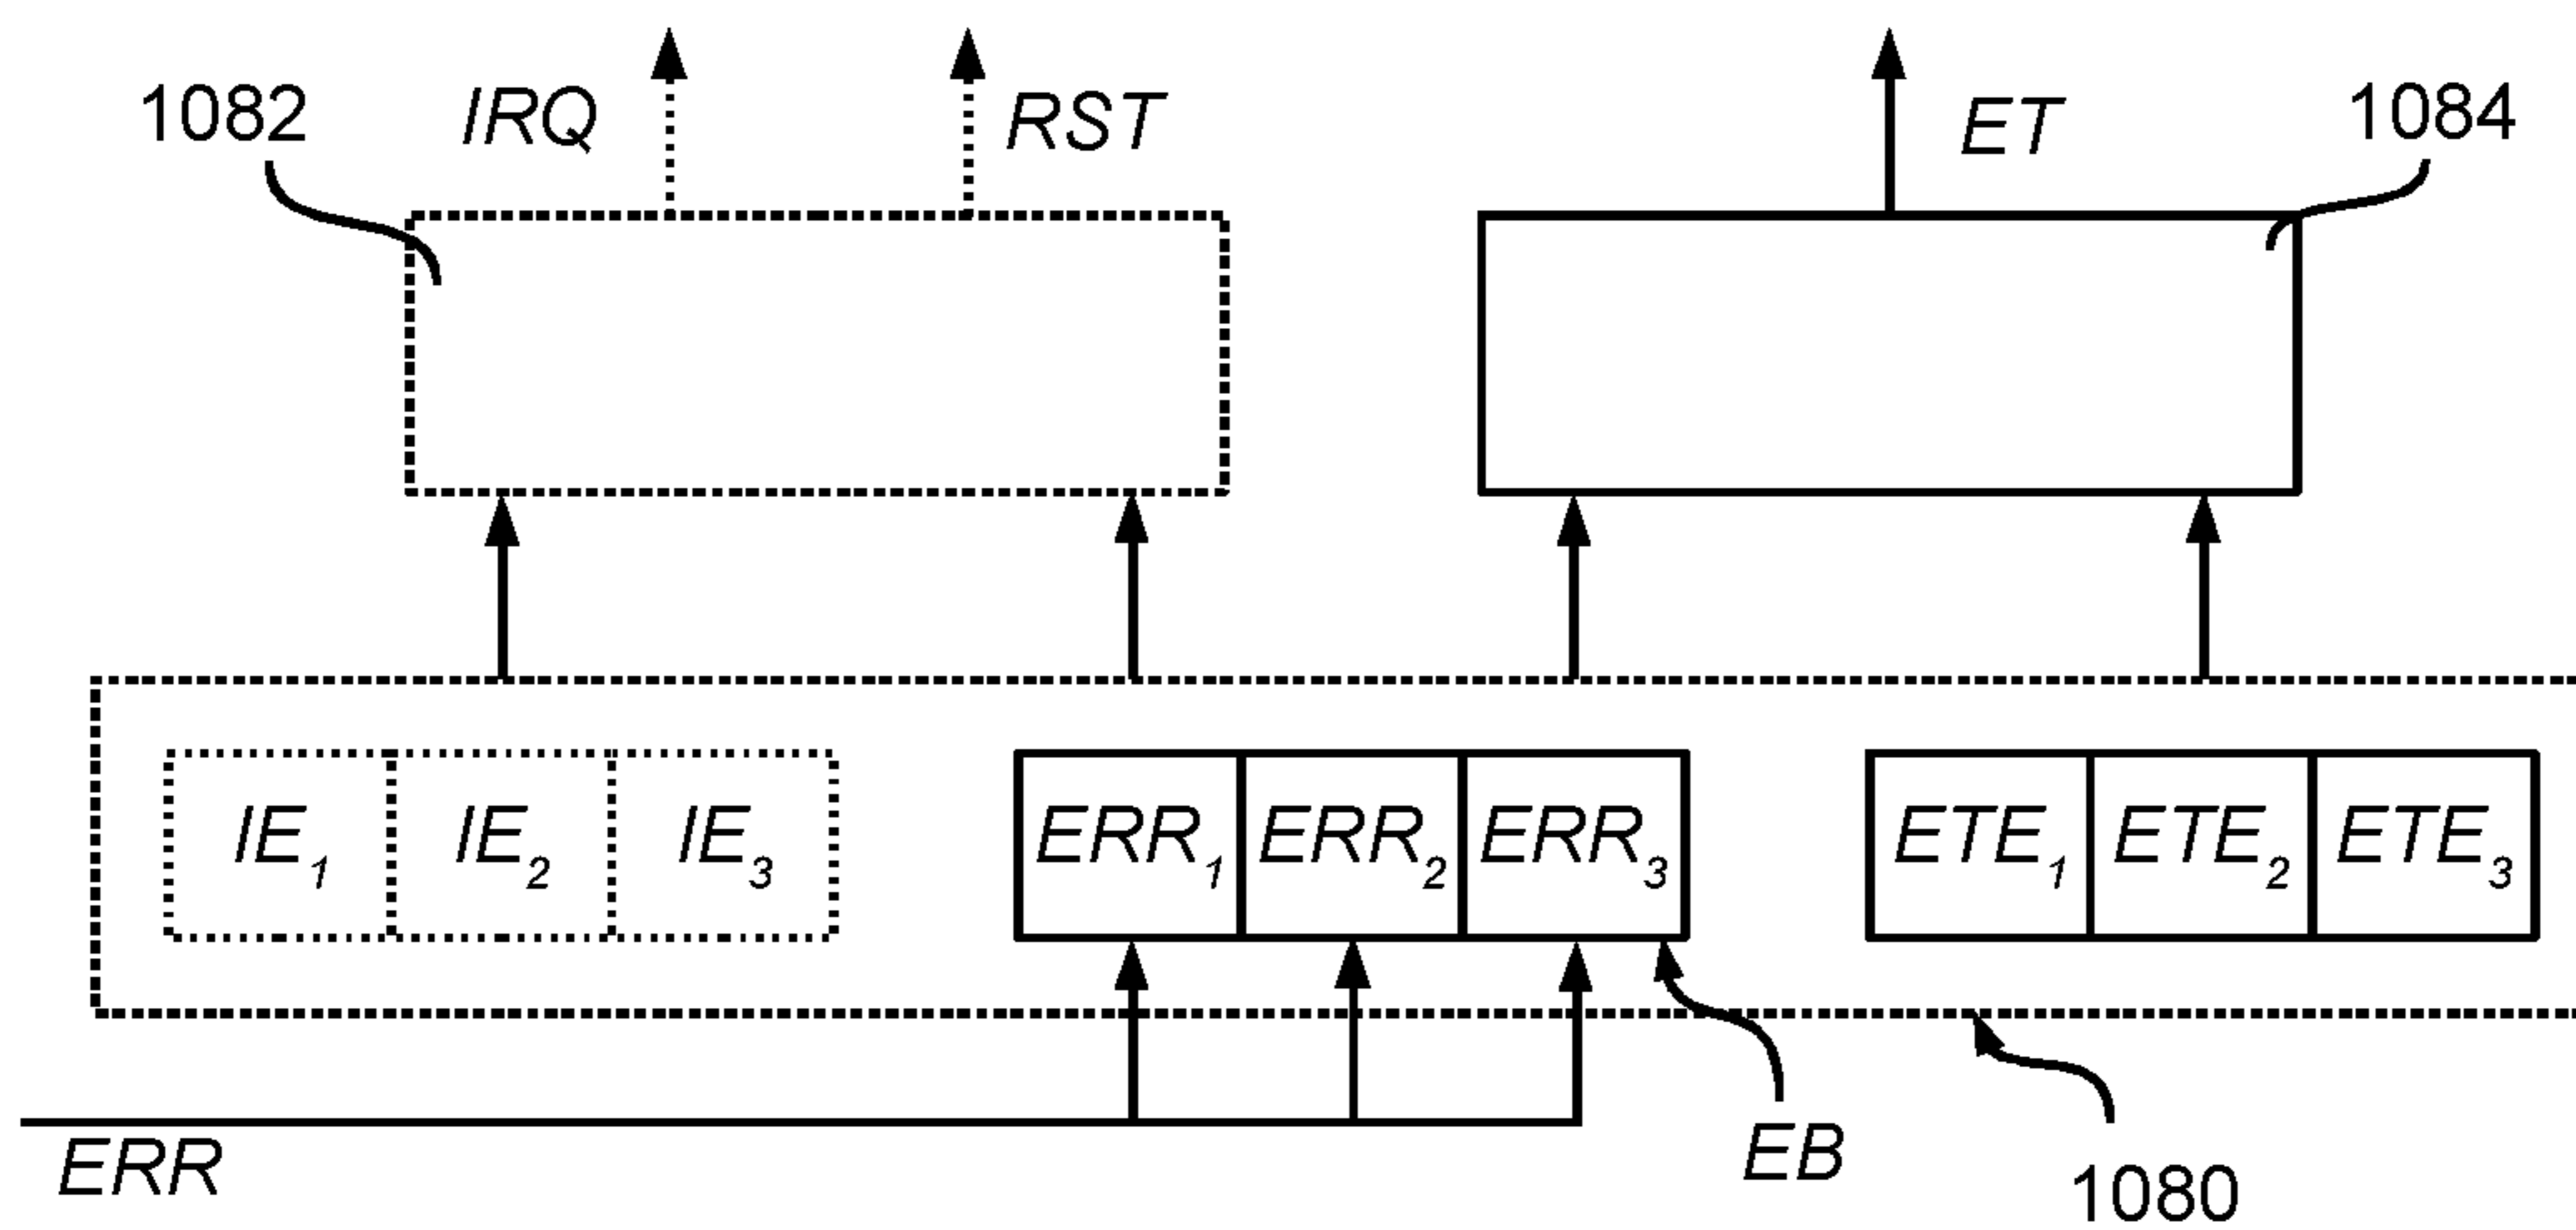 1082 IRQ RST ET 1084
IE₁ IE₂ IE₃ ERR₁ ERR₂ ERR₃ ETE₁ ETE₂ ETE₃
ERR EB 1080